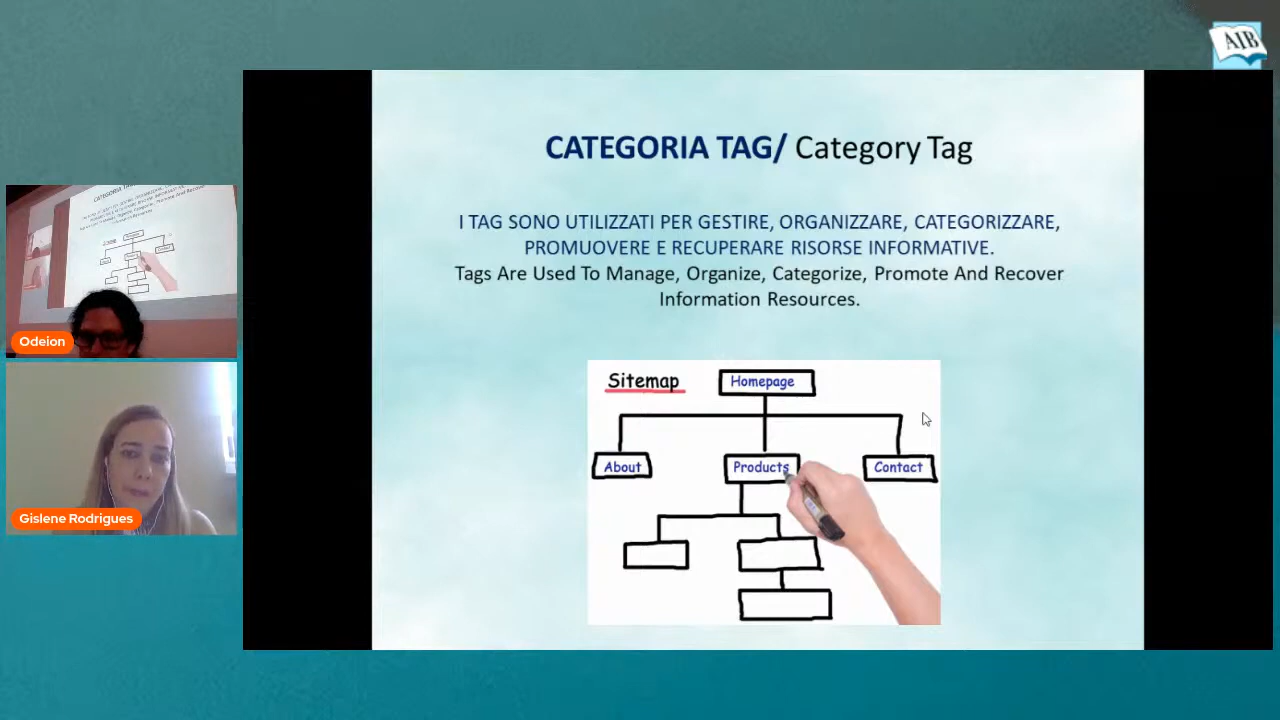 AIB
CATEGORIA TAG/ Category Tag
I TAG SONO UTILIZZATI PER GESTIRE, ORGANIZZARE, CATEGORIZZARE,
PROMUOVERE E RECUPERARE RISORSE INFORMATIVE.
Tags Are Used To Manage, Organize, Categorize, Promote And Recover
Information Resources.
Sitemap
Homepage
About
Products
Contact
Odeion
Gislene Rodrigues